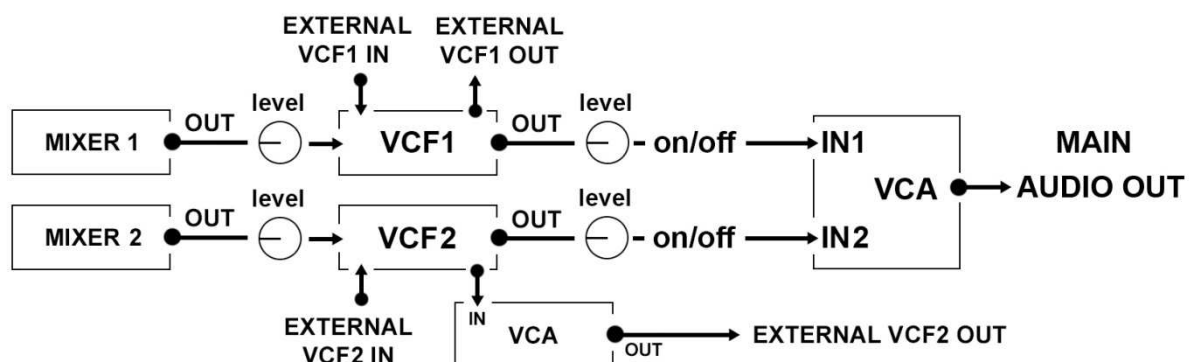 EXTERNAL
VCF1 IN
EXTERNAL
VCF1 OUT
MIXER 1
OUT
level
VCF1
OUT
level
on/off
IN1
MIXER 2
OUT
level
VCF2
OUT
level
on/off
IN2
VCA
MAIN
AUDIO OUT
EXTERNAL
VCF2 IN
IN
VCA
OUT
EXTERNAL VCF2 OUT